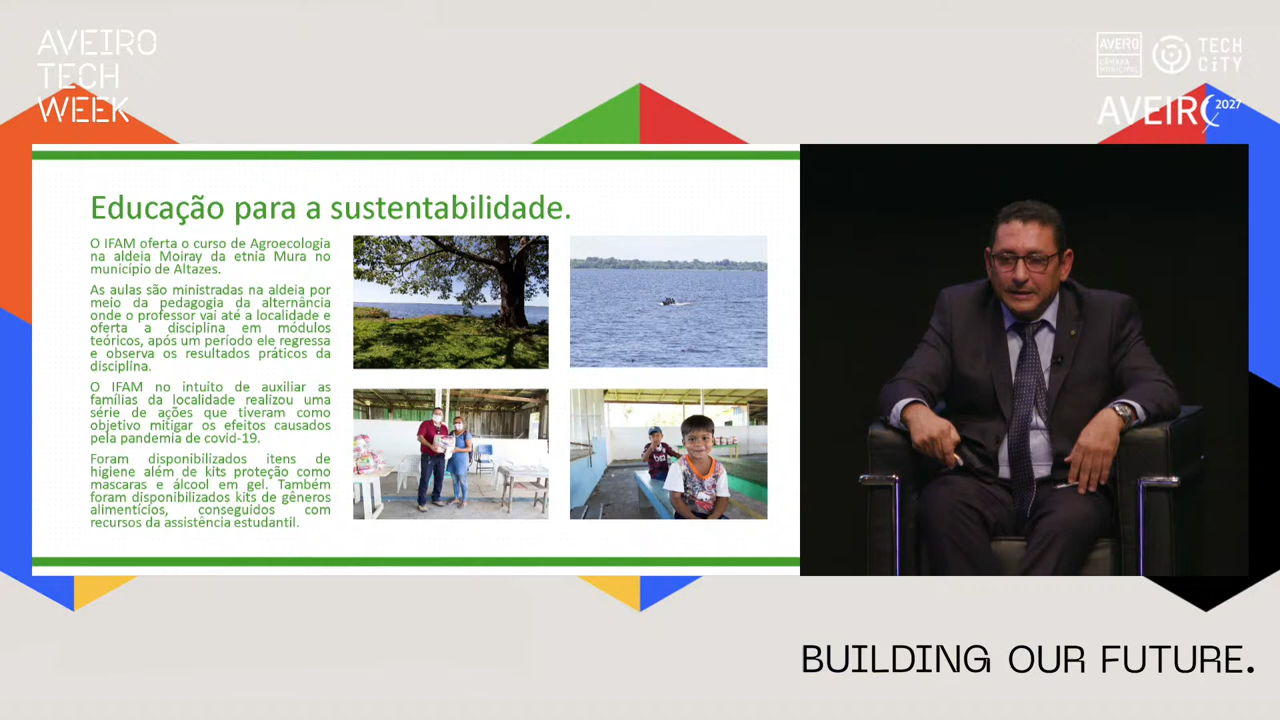 AVEIRO
TECH
WEEK
AVEIRO
CÂMARA
MUNICIPAL
TECH
CITY
AVEIRO 2027
Educação para a sustentabilidade.
O IFAM oferta o curso de Agroecologia
na aldeia Moiray da etnia Mura no
município de Altazes.
As aulas são ministradas na aldeia por
meio da pedagogia da alternância
onde o professor vai até a localidade e
oferta a disciplina em módulos
teóricos, após um período ele regressa
e observa os resultados práticos da
disciplina.
O IFAM no intuito de auxiliar as
famílias da localidade realizou uma
série de ações que tiveram como
objetivo mitigar os efeitos causados
pela pandemia de covid-19.
Foram disponibilizados itens de
higiene além de kits proteção como
mascaras e álcool em gel. Também
foram disponibilizados kits de gêneros
alimentícios, conseguidos com
recursos da assistência estudantil.
BUILDING OUR FUTURE.